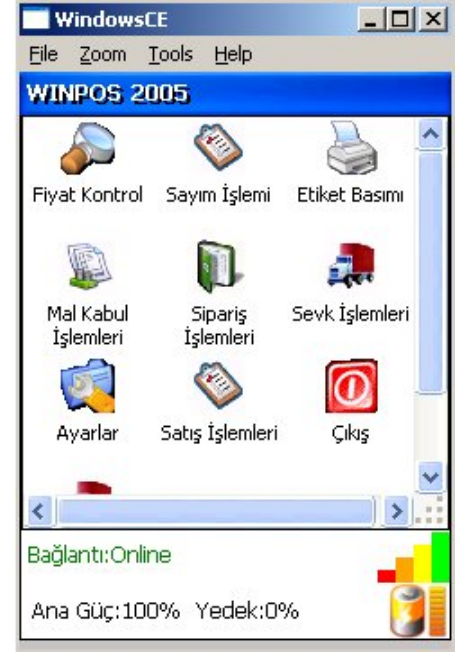 WindowsCE
File Zoom Tools Help
WINPOS 2005
Fiyat Kontrol Sayım İşlemi Etiket Basımı
Mal Kabul İşlemleri Sipariş İşlemleri Sevk İşlemleri
Ayarlar Satış İşlemleri Çıkış
Bağlantı:Online
Ana Güç:100% Yedek:0%